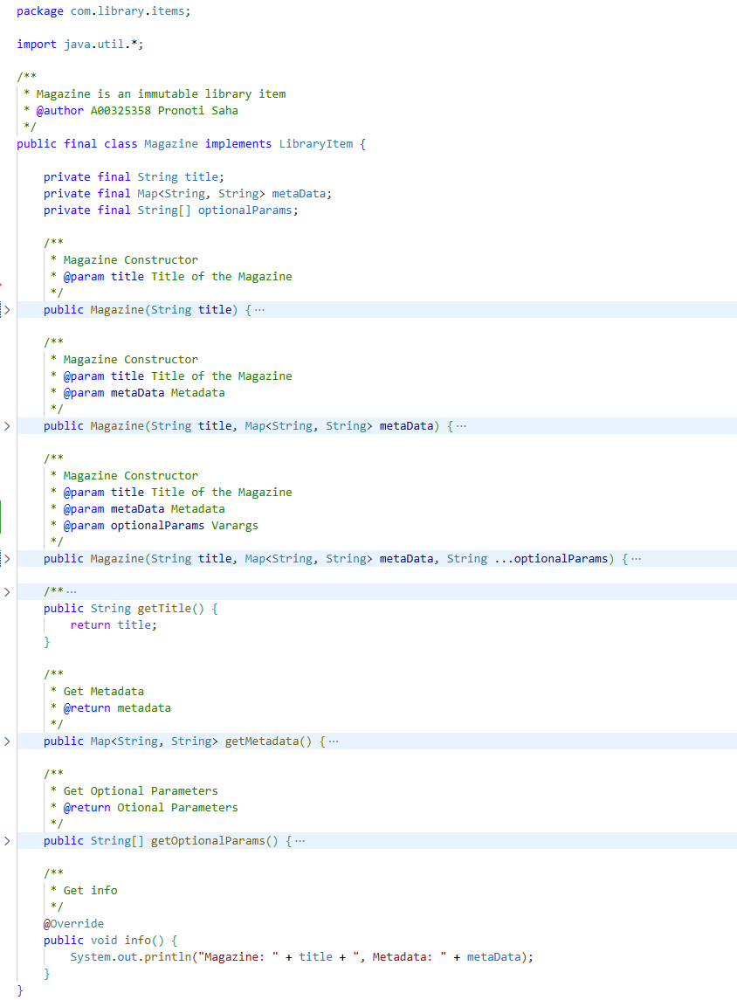 package com.library.items;
import java.util.*;
/**
 * Magazine is an immutable library item
 * @author A00325358 Pronoti Saha
 */
public final class Magazine implements LibraryItem {
    private final String title;
    private final Map<String, String> metaData;
    private final String[] optionalParams;
    /**
     * Magazine Constructor
     * @param title Title of the Magazine
     */
    public Magazine(String title) { ···
    /**
     * Magazine Constructor
     * @param title Title of the Magazine
     * @param metaData Metadata
     */
    public Magazine(String title, Map<String, String> metaData) { ···
    /**
     * Magazine Constructor
     * @param title Title of the Magazine
     * @param metaData Metadata
     * @param optionalParams Varargs
     */
    public Magazine(String title, Map<String, String> metaData, String ...optionalParams) { ···
    /** ···
    public String getTitle() {
        return title;
    }
    /**
     * Get Metadata
     * @return metadata
     */
    public Map<String, String> getMetadata() { ···
    /**
     * Get Optional Parameters
     * @return Otional Parameters
     */
    public String[] getOptionalParams() { ···
    /**
     * Get info
     */
    @Override
    public void info() {
        System.out.println("Magazine: " + title + ", Metadata: " + metaData);
    }
}